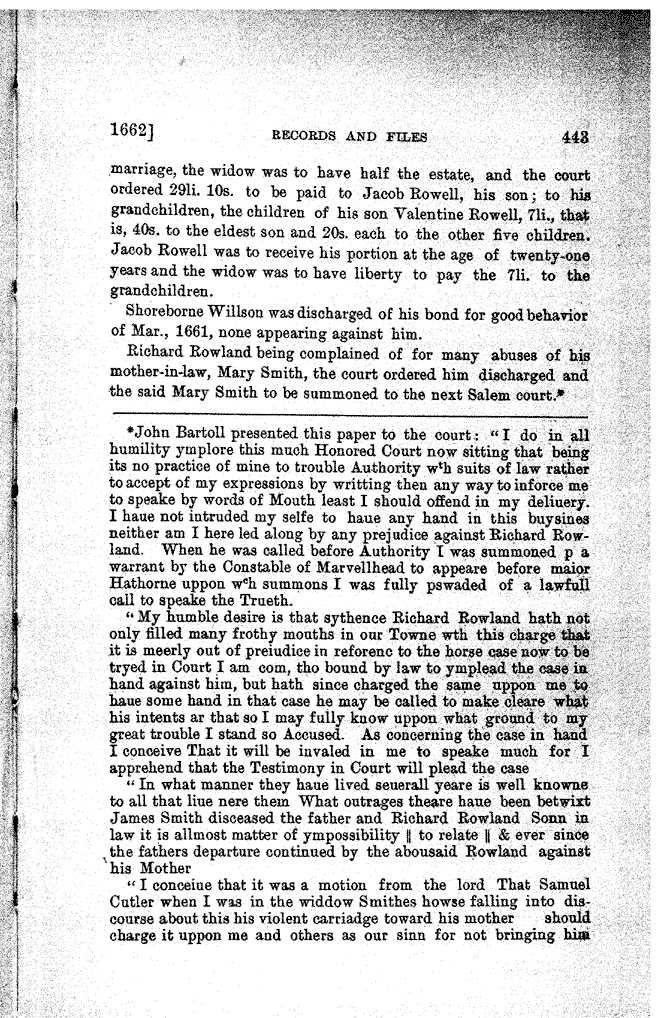 1662] RECORDS AND FILES 443
marriage, the widow was to have half the estate, and the court
ordered 29li. 10s. to be paid to Jacob Rowell, his son; to his
grandchildren, the children of his son Valentine Rowell, 7li., that
is, 40s. to the eldest son and 20s. each to the other five children.
Jacob Rowell was to receive his portion at the age of twenty-one
years and the widow was to have liberty to pay the 7li. to the
grandchildren.
Shoreborne Willson was discharged of his bond for good behavior
of Mar., 1661, none appearing against him.
Richard Rowland being complained of for many abuses of his
mother-in-law, Mary Smith, the court ordered him discharged and
the said Mary Smith to be summoned to the next Salem court.*
*John Bartoll presented this paper to the court: "I do in all
humility ymplore this much Honored Court now sitting that being
its no practice of mine to trouble Authority wᵗh suits of law rather
to accept of my expressions by writting then any way to inforce me
to speake by words of Mouth least I should offend in my deliuery.
I haue not intruded my selfe to haue any hand in this buysines
neither am I here led along by any prejudice against Richard Row-
land. When he was called before Authority I was summoned p a
warrant by the Constable of Marvellhead to appeare before maior
Hathorne uppon wᶜh summons I was fully pswaded of a lawfull
call to speake the Trueth.
"My humble desire is that sythence Richard Rowland hath not
only filled many frothy mouths in our Towne wth this charge that
it is meerly out of preiudice in referenc to the horse case now to be
tryed in Court I am com, tho bound by law to ymplead the case in
hand against him, but hath since charged the same uppon me to
haue some hand in that case he may be called to make cleare what
his intents ar that so I may fully know uppon what ground to my
great trouble I stand so Accused. As concerning the case in hand
I conceive That it will be invaled in me to speake much for I
apprehend that the Testimony in Court will plead the case
"In what manner they haue lived seuerall yeare is well knowne
to all that liue nere them What outrages theare haue been betwixt
James Smith disceased the father and Richard Rowland Sonn in
law it is allmost matter of ympossibility || to relate || & ever since
the fathers departure continued by the abousaid Rowland against
his Mother
"I conceiue that it was a motion from the lord That Samuel
Cutler when I was in the widdow Smithes howse falling into dis-
course about this his violent carriadge toward his mother should
charge it uppon me and others as our sinn for not bringing him